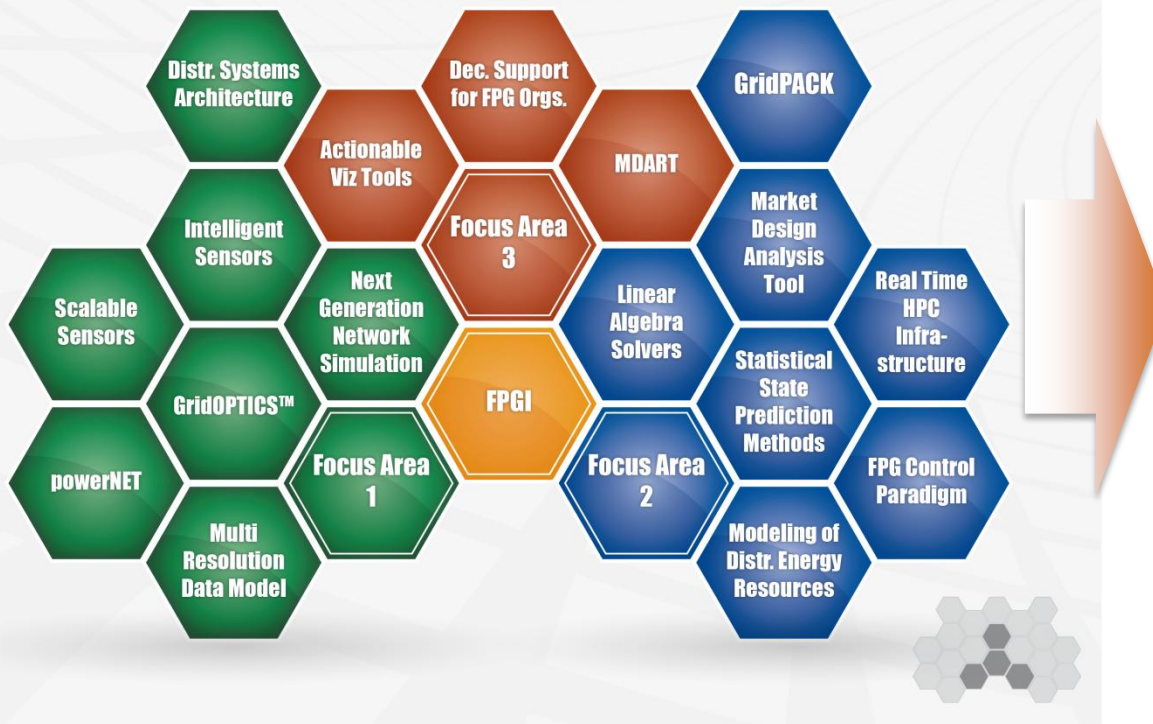 Distr. Systems
Architecture
Dec. Support
for FPG Orgs.
GridPACK
Actionable
Viz Tools
MDART
Intelligent
Sensors
Focus Area
3
Market
Design
Analysis
Tool
Scalable
Sensors
Next
Generation
Network
Simulation
Linear
Algebra
Solvers
Real Time
HPC
Infra-
structure
GridOPTICS™
FPGI
Statistical
State
Prediction
Methods
powerNET
Focus Area
1
Focus Area
2
FPG Control
Paradigm
Multi
Resolution
Data Model
Modeling of
Distr. Energy
Resources